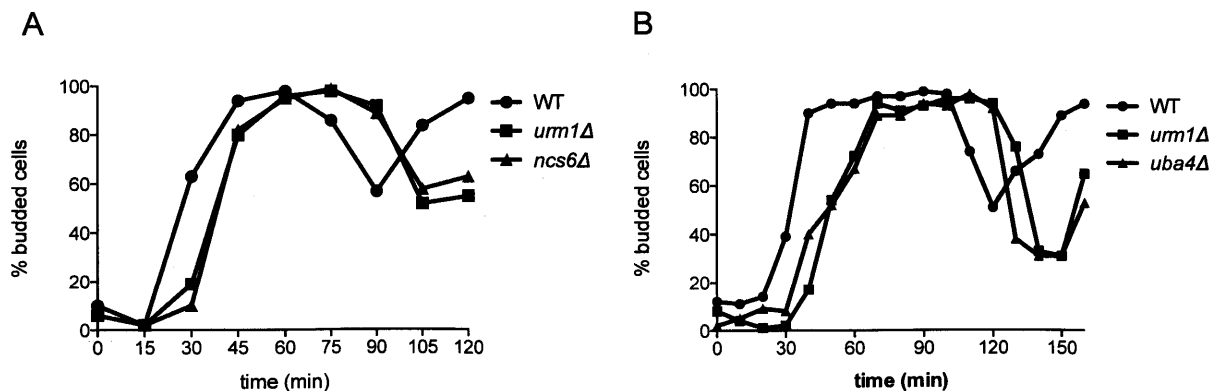 A
B
100
80
60
40
20
0
0 15 30 45 60 75 90 105 120
% budded cells
time (min)
WT
urm1Δ
ncs6Δ
100
80
60
40
20
0
0 30 60 90 120 150
% budded cells
time (min)
WT
urm1Δ
uba4Δ